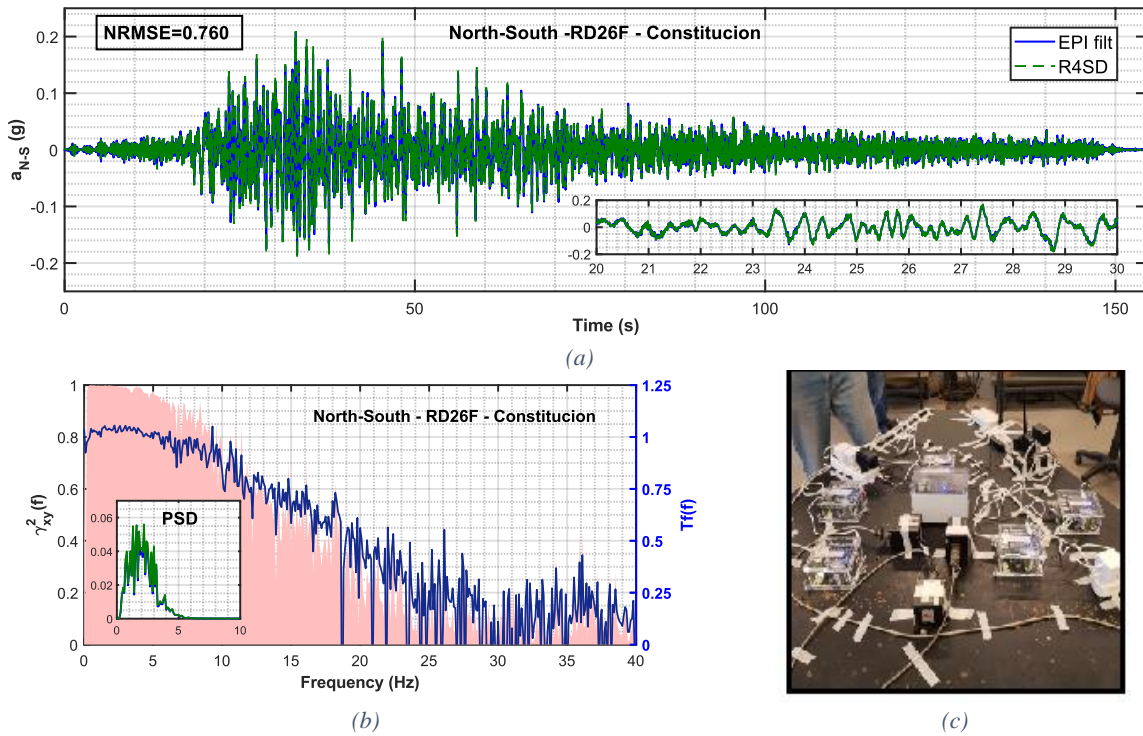 NRMSE=0.760
North-South -RD26F - Constitucion
EPI filt
R4SD
a_N-S (g)
0.2
0.1
0
-0.1
-0.2
0.2
0
-0.2
20 21 22 23 24 25 26 27 28 29 30
0 50 100 150
Time (s)
(a)
North-South - RD26F - Constitucion
γ²_xy(f)
1
0.8
0.6
0.4
0.2
0
PSD
0.06
0.04
0.02
0
0 5 10
1.25
1
0.75
0.5
0.25
0
Tf(f)
0 5 10 15 20 25 30 35 40
Frequency (Hz)
(b)
(c)